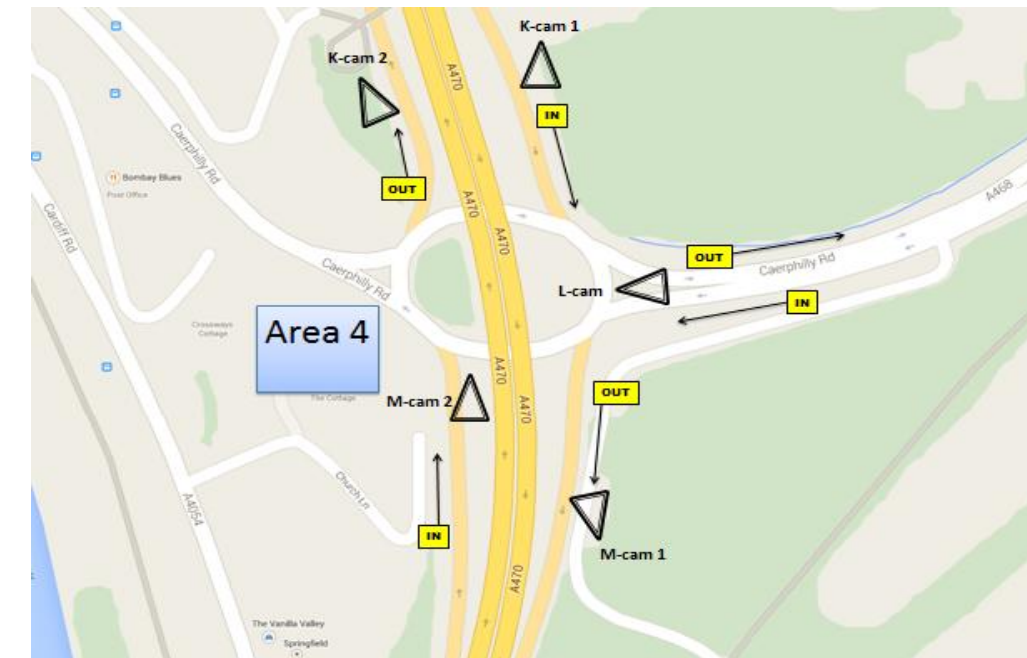 K-cam 1
K-cam 2
A470
IN
Caerphilly Rd
Bombay Blues
Post Office
OUT
A470
A470
A470
A468
Cardiff Rd
OUT
Caerphilly Rd
Caerphilly Rd
L-cam
IN
Crossways
Cottage
Area 4
A470
OUT
The Cottage
M-cam 2
A470
Church Ln
A4054
IN
M-cam 1
A470
The Vanilla Valley
Springfield